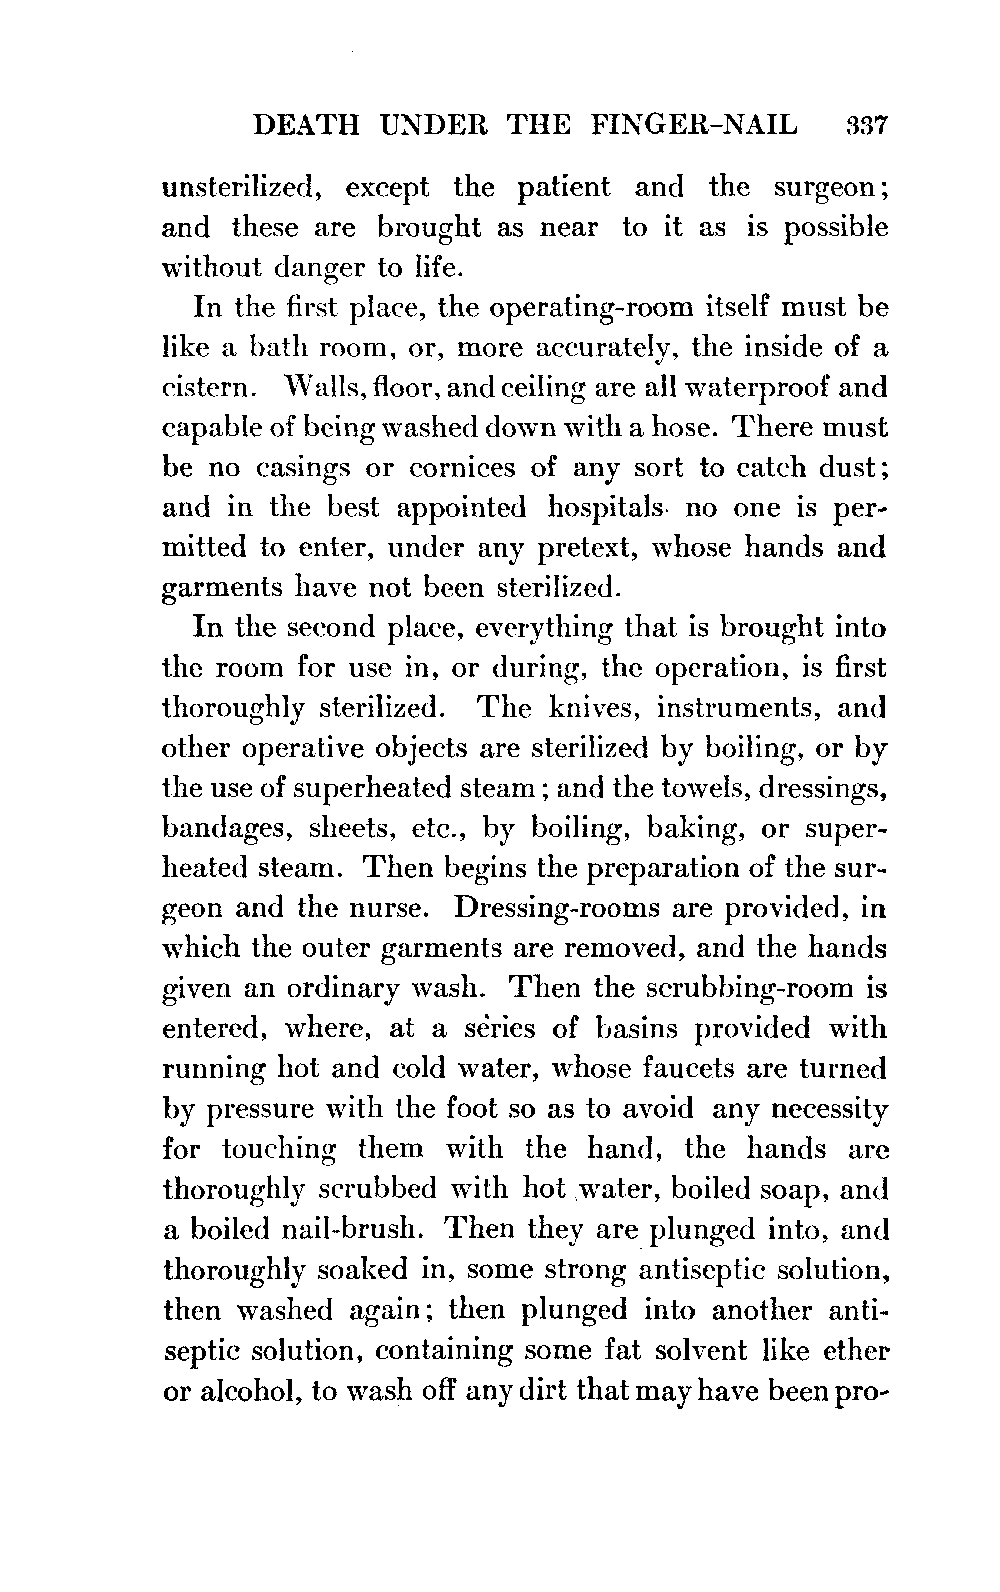 DEATH UNDER THE FINGER-NAIL 337
unsterilized, except the patient and the surgeon;
and these are brought as near to it as is possible
without danger to life.
In the first place, the operating-room itself must be
like a bath room, or, more accurately, the inside of a
cistern. Walls, floor, and ceiling are all waterproof and
capable of being washed down with a hose. There must
be no casings or cornices of any sort to catch dust;
and in the best appointed hospitals no one is per-
mitted to enter, under any pretext, whose hands and
garments have not been sterilized.
In the second place, everything that is brought into
the room for use in, or during, the operation, is first
thoroughly sterilized. The knives, instruments, and
other operative objects are sterilized by boiling, or by
the use of superheated steam; and the towels, dressings,
bandages, sheets, etc., by boiling, baking, or super-
heated steam. Then begins the preparation of the sur-
geon and the nurse. Dressing-rooms are provided, in
which the outer garments are removed, and the hands
given an ordinary wash. Then the scrubbing-room is
entered, where, at a series of basins provided with
running hot and cold water, whose faucets are turned
by pressure with the foot so as to avoid any necessity
for touching them with the hand, the hands are
thoroughly scrubbed with hot water, boiled soap, and
a boiled nail-brush. Then they are plunged into, and
thoroughly soaked in, some strong antiseptic solution,
then washed again; then plunged into another anti-
septic solution, containing some fat solvent like ether
or alcohol, to wash off any dirt that may have been pro-